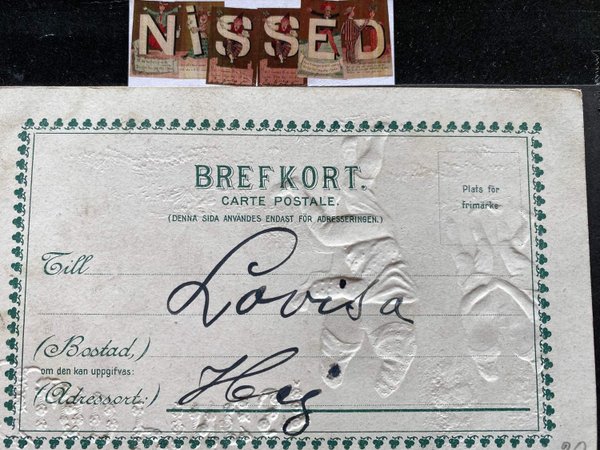 NISSED
BREFKORT.
CARTE POSTALE.
(DENNA SIDA ANVÄNDES ENDAST FÖR ADRESSERINGEN.)
Plats för
frimärke
Till Lovisa
(Bostad,)
om den kan uppgifvas:
Hag
(Adressort:)